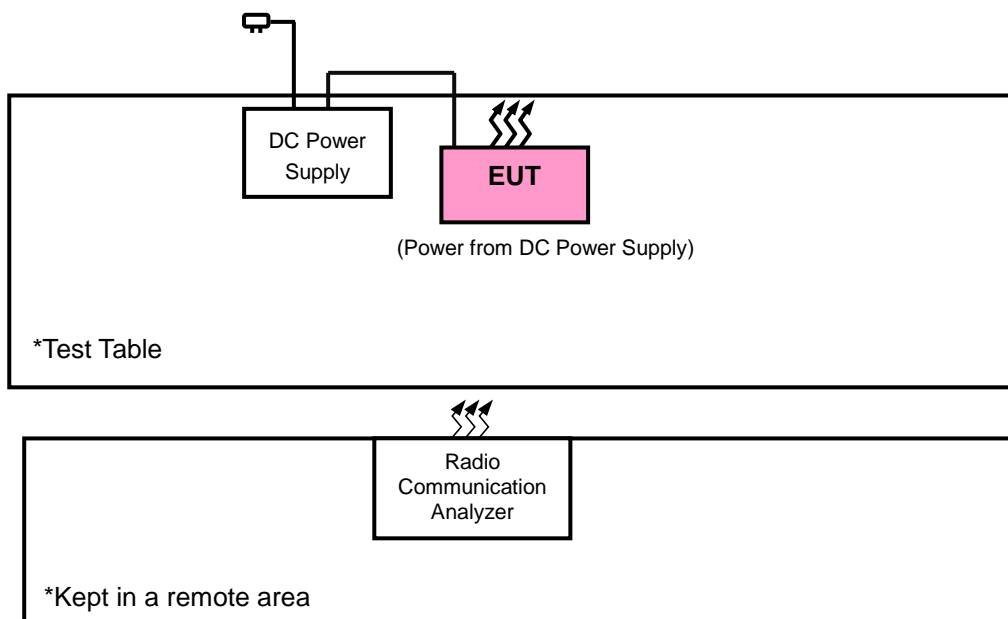 DC Power
Supply
EUT
(Power from DC Power Supply)
*Test Table
Radio
Communication
Analyzer
*Kept in a remote area